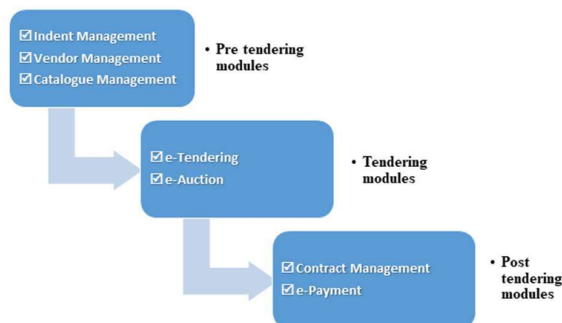 ☑ Indent Management
☑ Vendor Management
☑ Catalogue Management
• Pre tendering
modules
☑ e-Tendering
☑ e-Auction
• Tendering
modules
☑ Contract Management
☑ e-Payment
• Post
tendering
modules